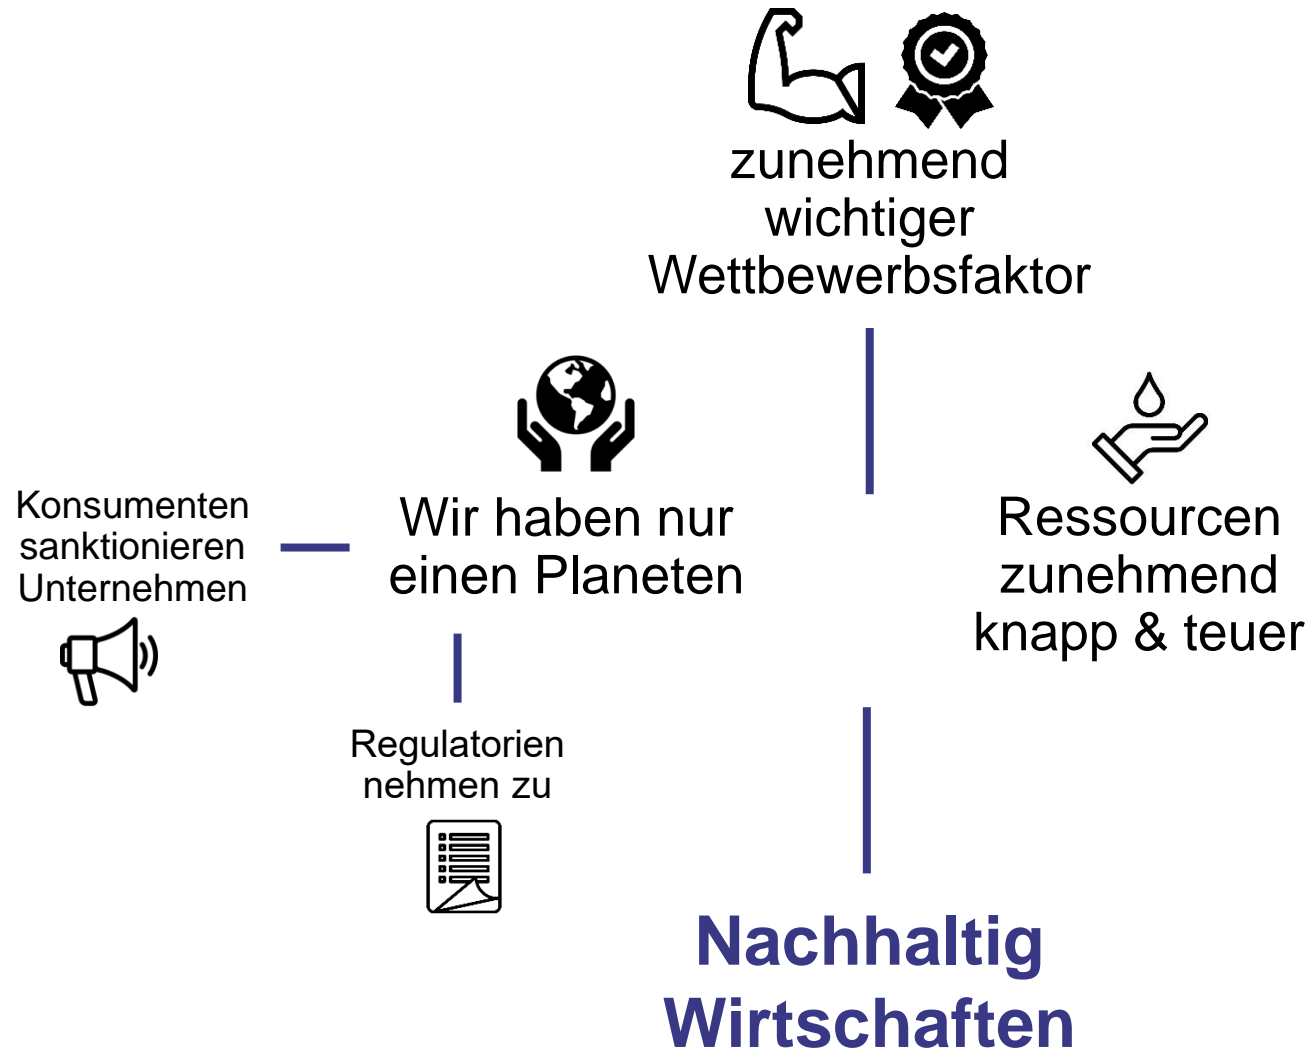 zunehmend
wichtiger
Wettbewerbsfaktor
Konsumenten
sanktionieren
Unternehmen
Wir haben nur
einen Planeten
Ressourcen
zunehmend
knapp & teuer
Regulatorien
nehmen zu
Nachhaltig
Wirtschaften